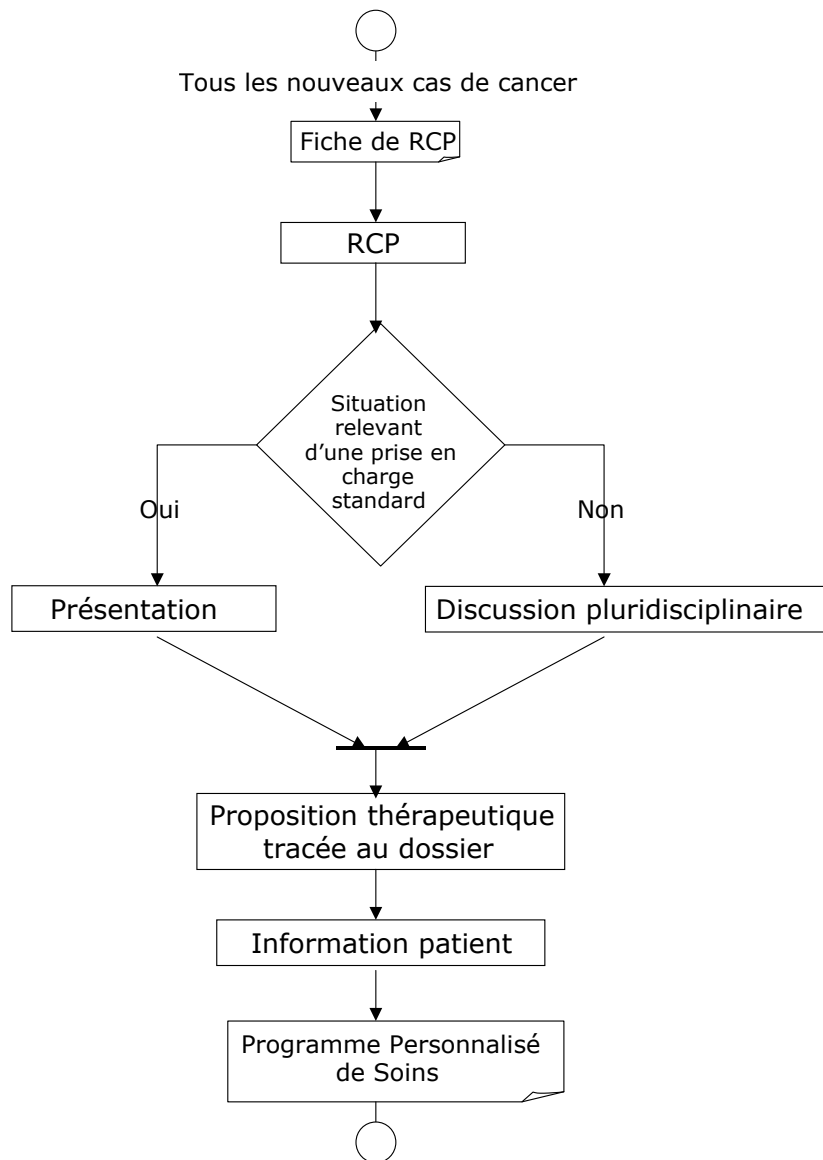 Tous les nouveaux cas de cancer
Fiche de RCP
RCP
Situation
relevant
d’une prise en
charge
standard
Oui
Non
Présentation
Discussion pluridisciplinaire
Proposition thérapeutique
tracée au dossier
Information patient
Programme Personnalisé
de Soins